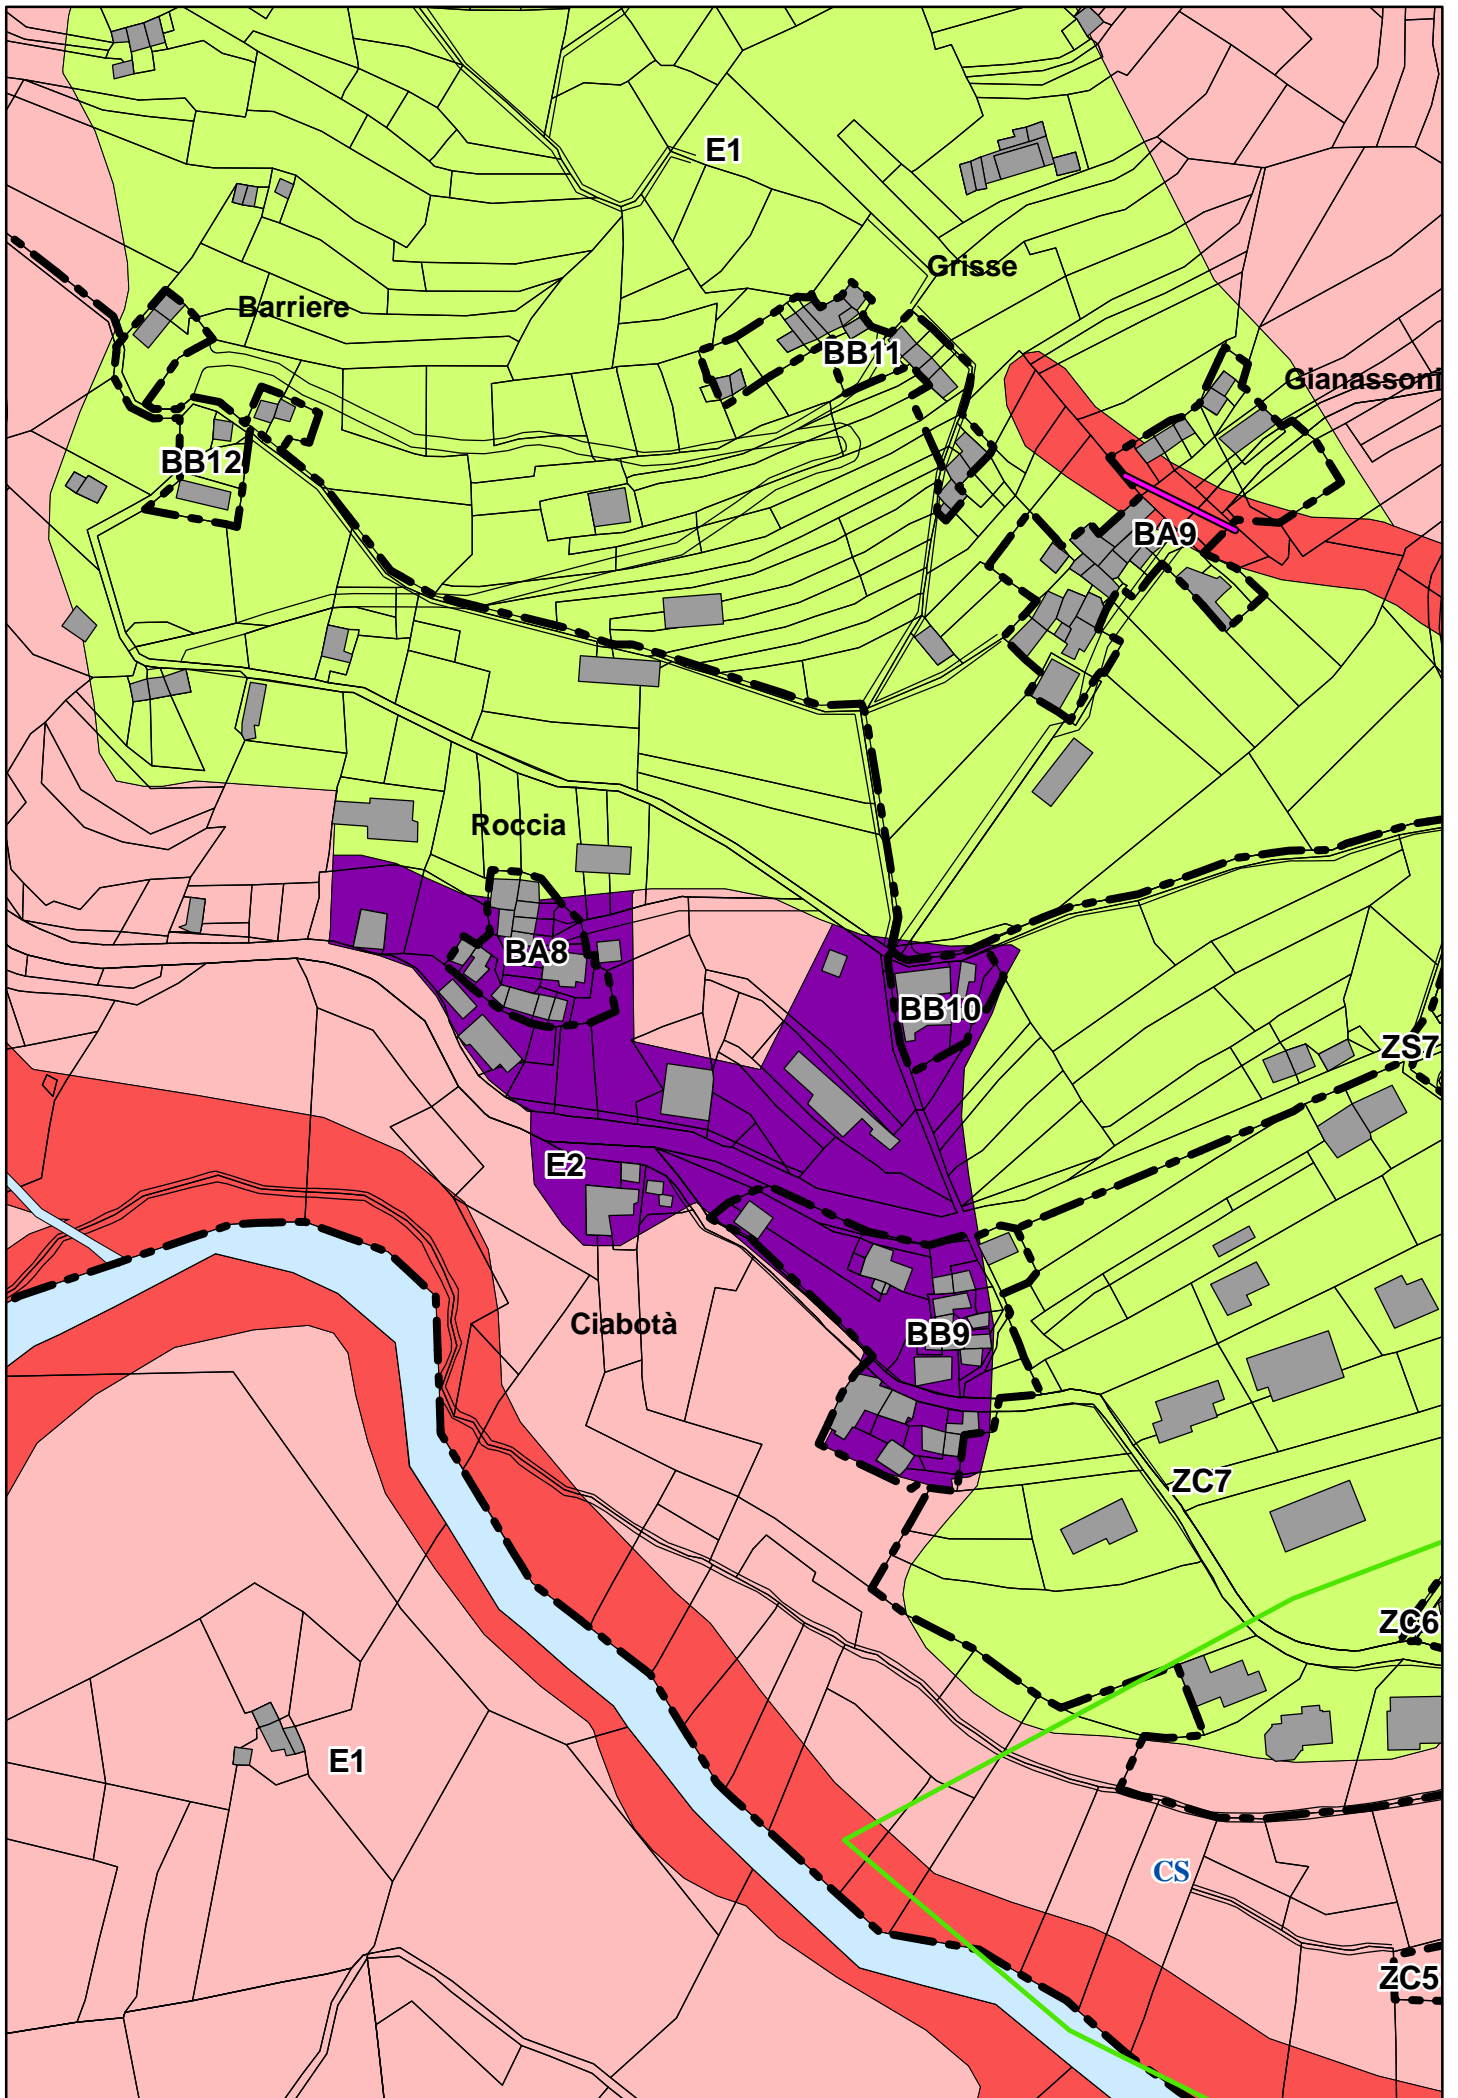 E1
Grisse
Barriere
BB11
Gianassoni
BB12
BA9
Roccia
BA8
BB10
ZS7
E2
Ciabotà
BB9
ZC7
ZC6
E1
CS
ZC5